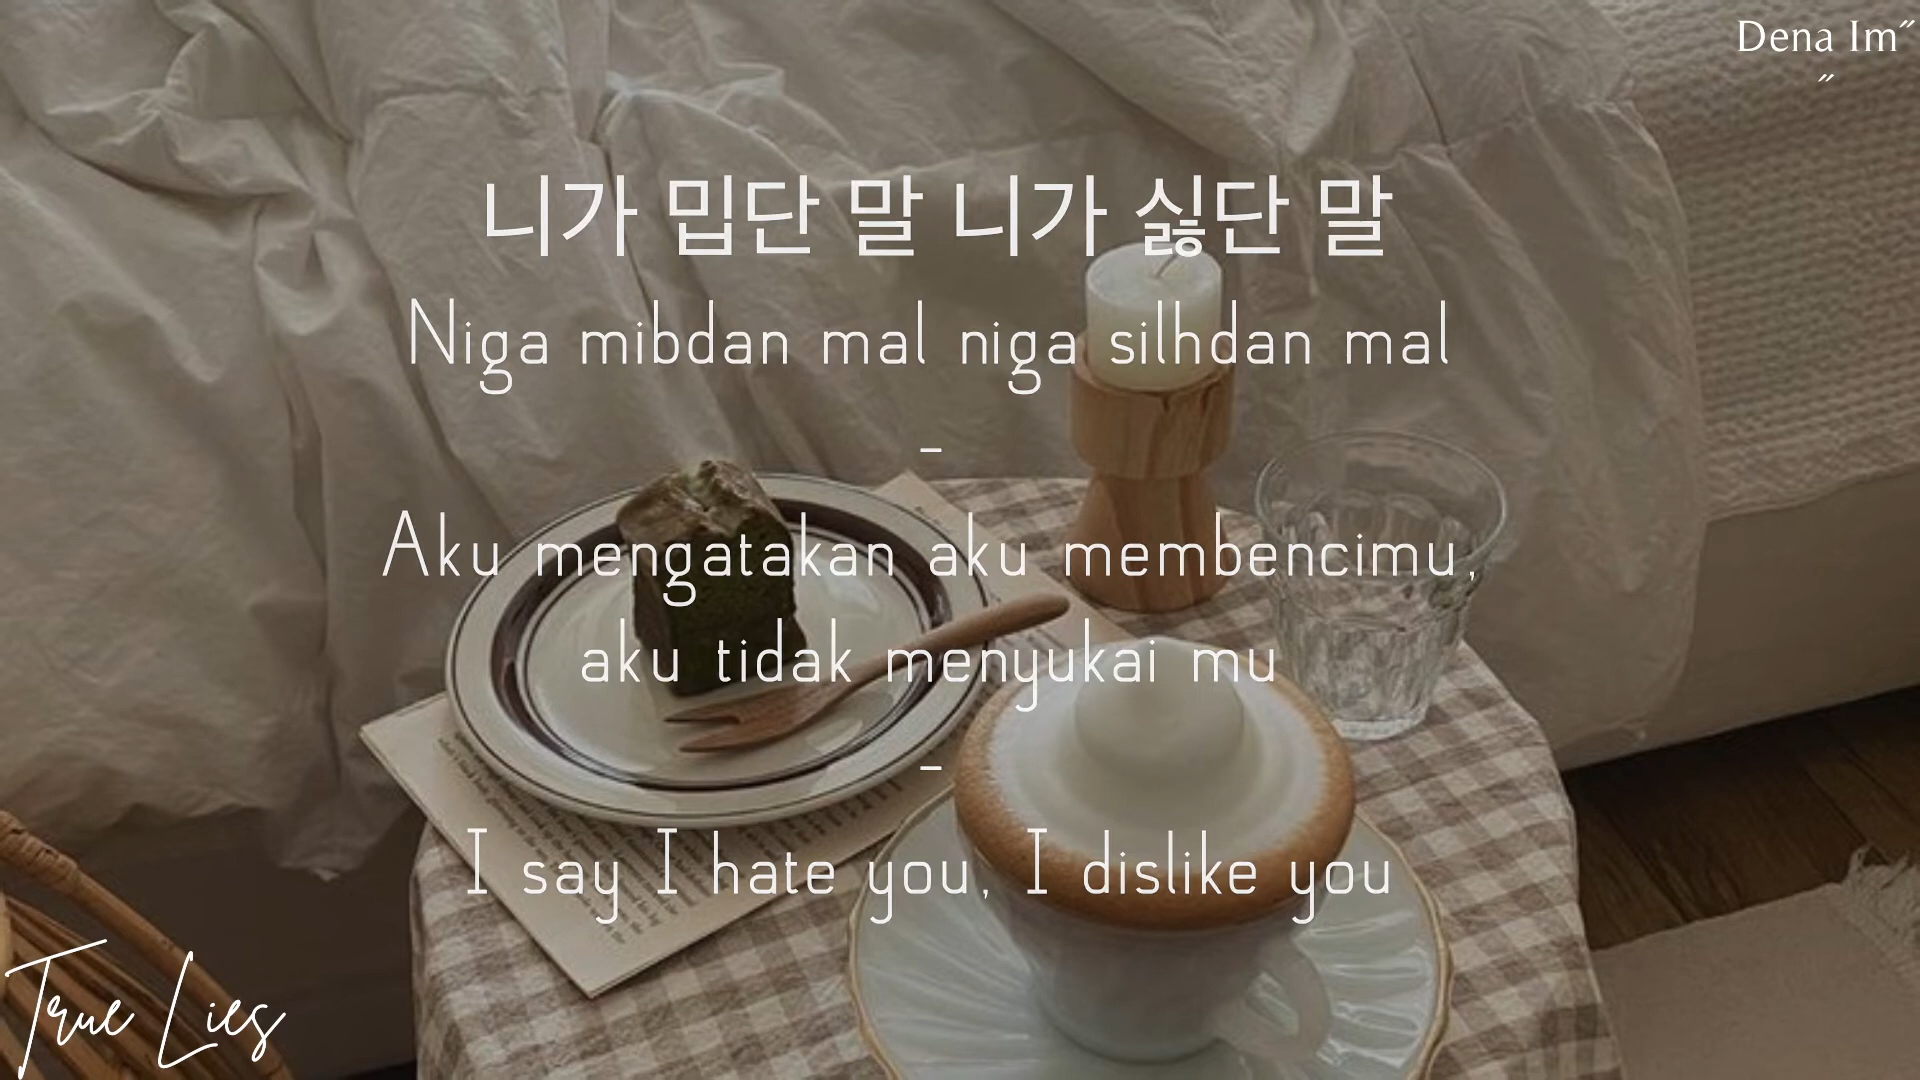 Dena Im˝
˝
니가 밉단 말 니가 싫단 말
Niga mibdan mal niga silhdan mal
-
Aku mengatakan aku membencimu,
aku tidak menyukai mu
-
I say I hate you, I dislike you
True Lies